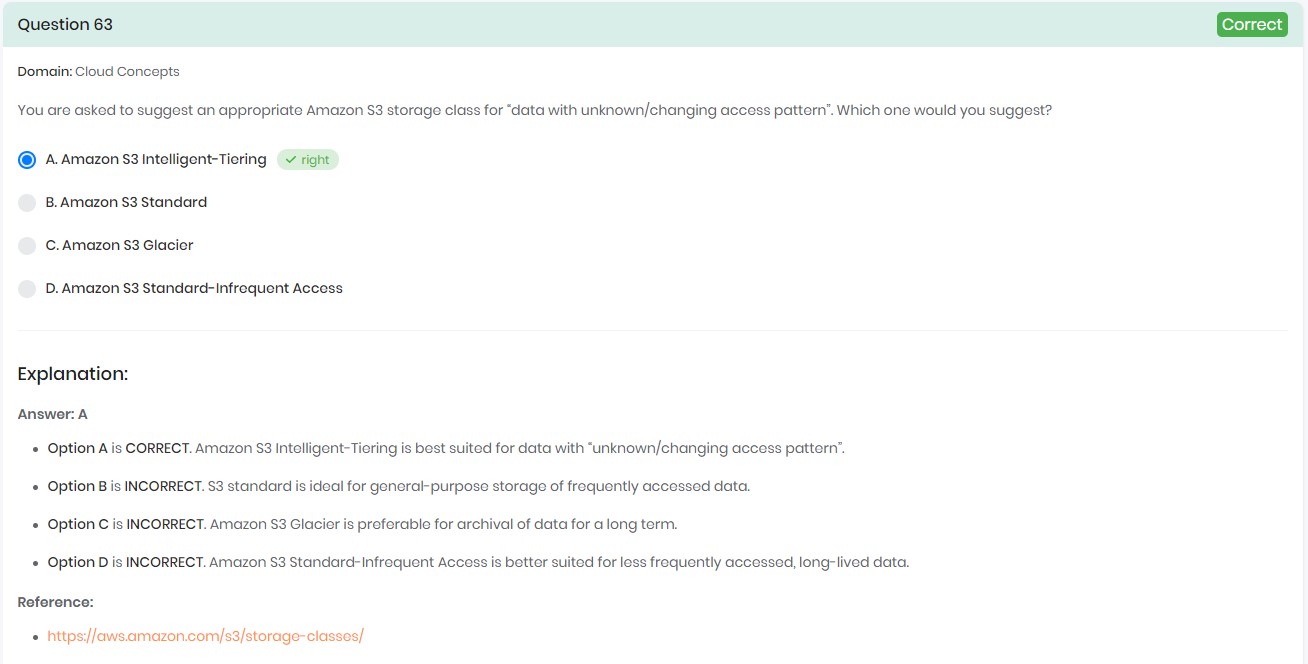 Question 63
Correct
Domain: Cloud Concepts
You are asked to suggest an appropriate Amazon S3 storage class for “data with unknown/changing access pattern”. Which one would you suggest?
A. Amazon S3 Intelligent-Tiering
right
B. Amazon S3 Standard
C. Amazon S3 Glacier
D. Amazon S3 Standard-Infrequent Access
Explanation:
Answer: A
Option A is CORRECT. Amazon S3 Intelligent-Tiering is best suited for data with “unknown/changing access pattern”.
Option B is INCORRECT. S3 standard is ideal for general-purpose storage of frequently accessed data.
Option C is INCORRECT. Amazon S3 Glacier is preferable for archival of data for a long term.
Option D is INCORRECT. Amazon S3 Standard-Infrequent Access is better suited for less frequently accessed, long-lived data.
Reference:
https://aws.amazon.com/s3/storage-classes/